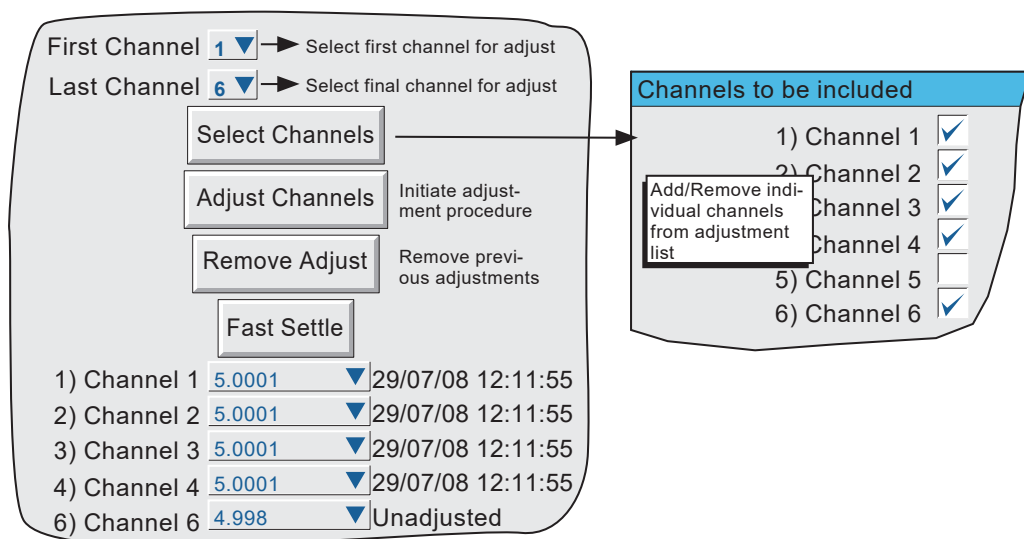 First Channel 1 Select first channel for adjust
Last Channel 6 Select final channel for adjust
Select Channels
Adjust Channels
Initiate adjust-
ment procedure
Remove Adjust
Remove previ-
ous adjustments
Fast Settle
1) Channel 1 5.0001 29/07/08 12:11:55
2) Channel 2 5.0001 29/07/08 12:11:55
3) Channel 3 5.0001 29/07/08 12:11:55
4) Channel 4 5.0001 29/07/08 12:11:55
6) Channel 6 4.998 Unadjusted
Channels to be included
1) Channel 1
2) Channel 2
Channel 3
Channel 4
5) Channel 5
6) Channel 6
Add/Remove indi-
vidual channels
from adjustment
list